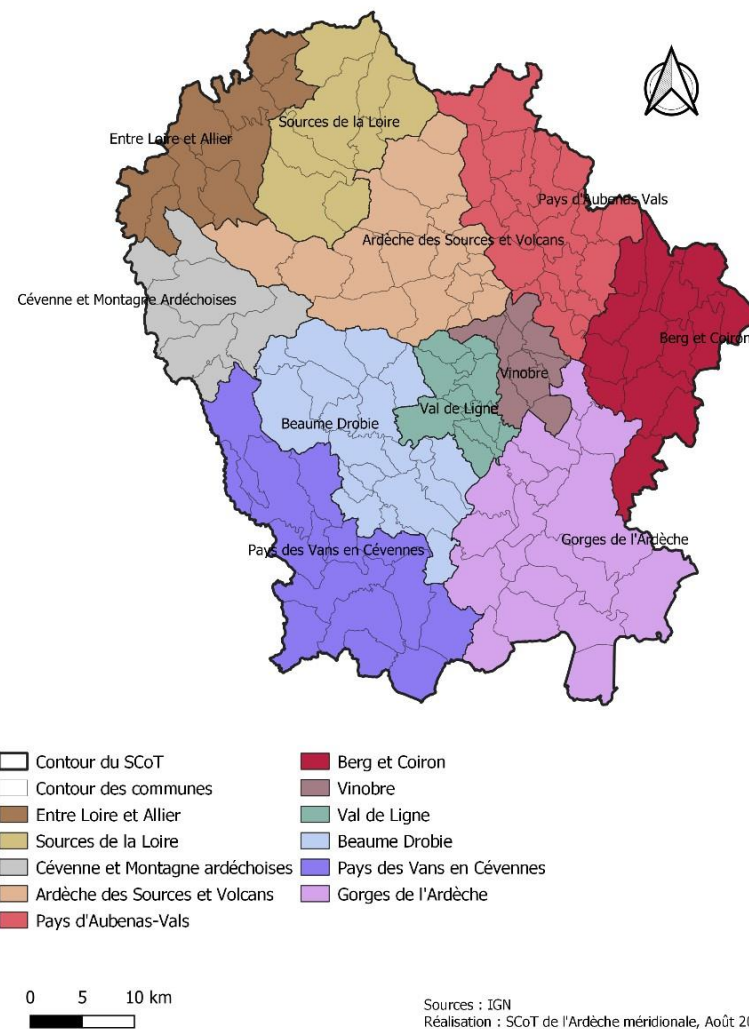 Entre Loire et Allier
Sources de la Loire
Pays d'Aubenas-Vals
Ardèche des Sources et Volcans
Cévenne et Montagne Ardéchoises
Berg et Coiron
Vinobre
Val de Ligne
Beaume Drobie
Gorges de l'Ardèche
Pays des Vans en Cévennes
Contour du SCoT
Contour des communes
Entre Loire et Allier
Sources de la Loire
Cévenne et Montagne ardéchoises
Ardèche des Sources et Volcans
Pays d'Aubenas-Vals
Berg et Coiron
Vinobre
Val de Ligne
Beaume Drobie
Pays des Vans en Cévennes
Gorges de l'Ardèche
0 5 10 km
Sources : IGN
Réalisation : SCoT de l'Ardèche méridionale, Août